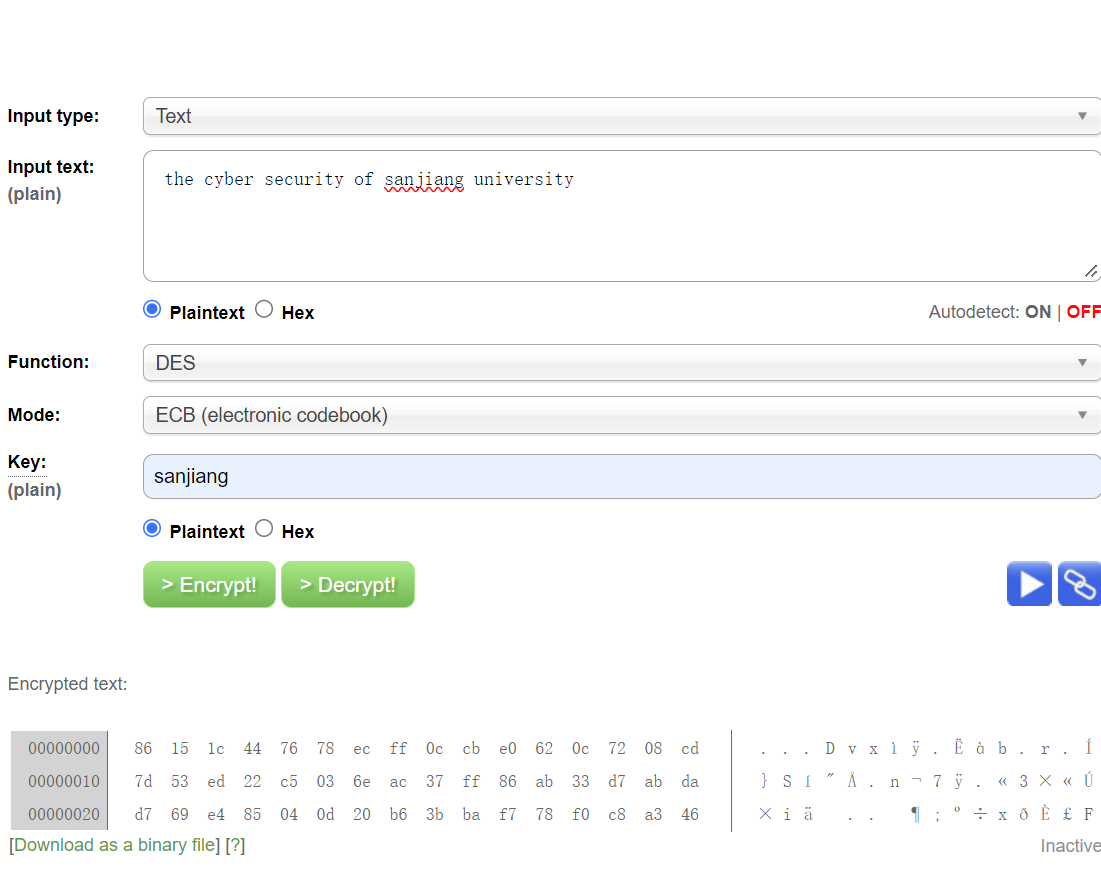 Input type: Text
Input text: the cyber security of sanjiang university
(plain)
Plaintext Hex Autodetect: ON | OFF
Function: DES
Mode: ECB (electronic codebook)
Key: sanjiang
(plain)
Plaintext Hex
> Encrypt! > Decrypt!
Encrypted text:
00000000 86 15 1c 44 76 78 ec ff 0c cb e0 62 0c 72 08 cd . . . D v x ì ÿ . Ë à b . r . Í
00000010 7d 53 ed 22 c5 03 6e ac 37 ff 86 ab 33 d7 ab da } S í " Å . n ¬ 7 ÿ . « 3 × « Ú
00000020 d7 69 e4 85 04 0d 20 b6 3b ba f7 78 f0 c8 a3 46 × i ä . . ¶ ; º ÷ x ð È £ F
[Download as a binary file] [?] Inactive